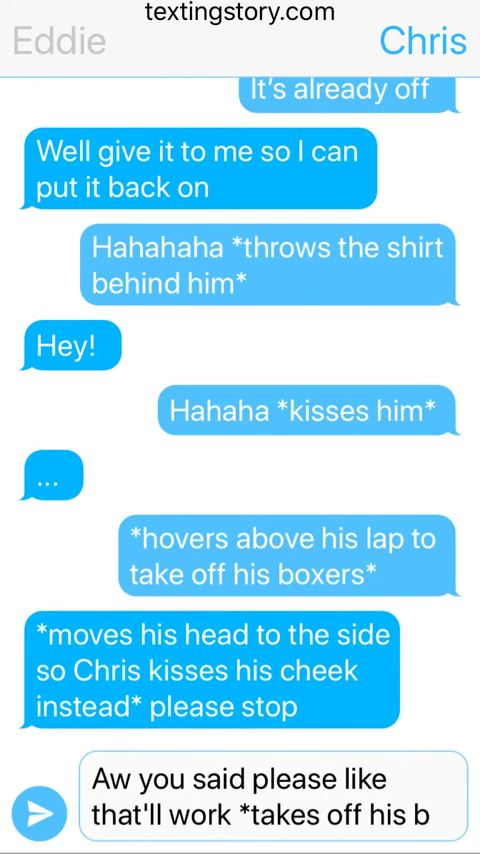 textingstory.com
Eddie
Chris
It's already off
Well give it to me so I can
put it back on
Hahahaha *throws the shirt
behind him*
Hey!
Hahaha *kisses him*
...
*hovers above his lap to
take off his boxers*
*moves his head to the side
so Chris kisses his cheek
instead* please stop
Aw you said please like
that'll work *takes off his b